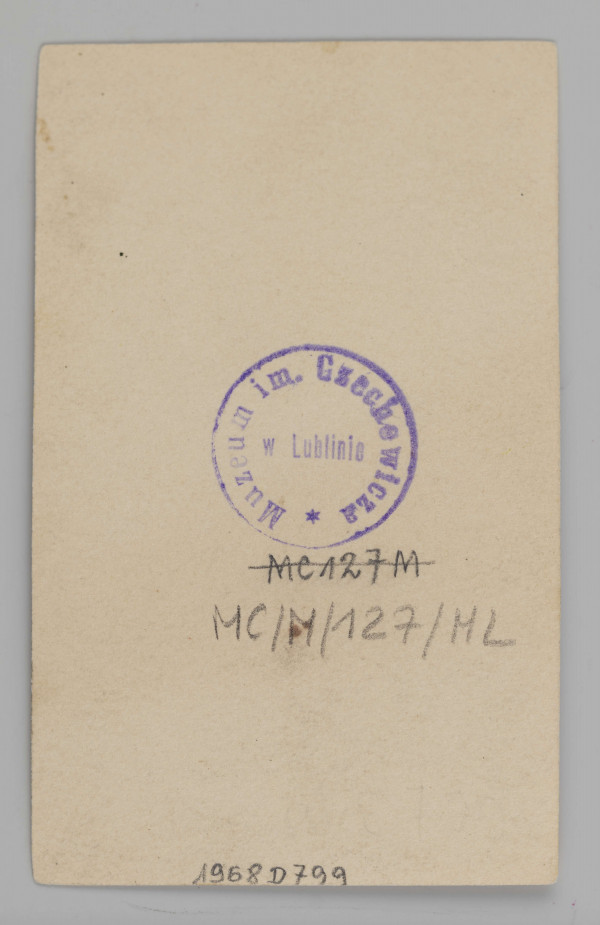 Muzeum im. Czechowicza
w Lublinie
MC127M
MC/M/127/ML
1968D799